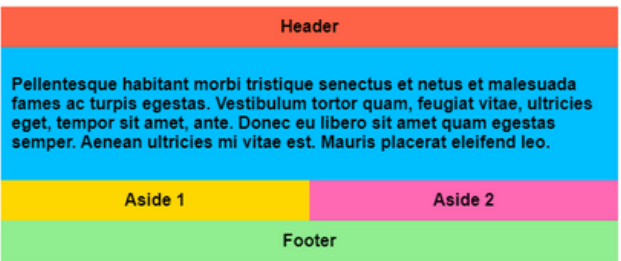 Header
Pellentesque habitant morbi tristique senectus et netus et malesuada
fames ac turpis egestas. Vestibulum tortor quam, feugiat vitae, ultricies
eget, tempor sit amet, ante. Donec eu libero sit amet quam egestas
semper. Aenean ultricies mi vitae est. Mauris placerat eleifend leo.
Aside 1
Aside 2
Footer